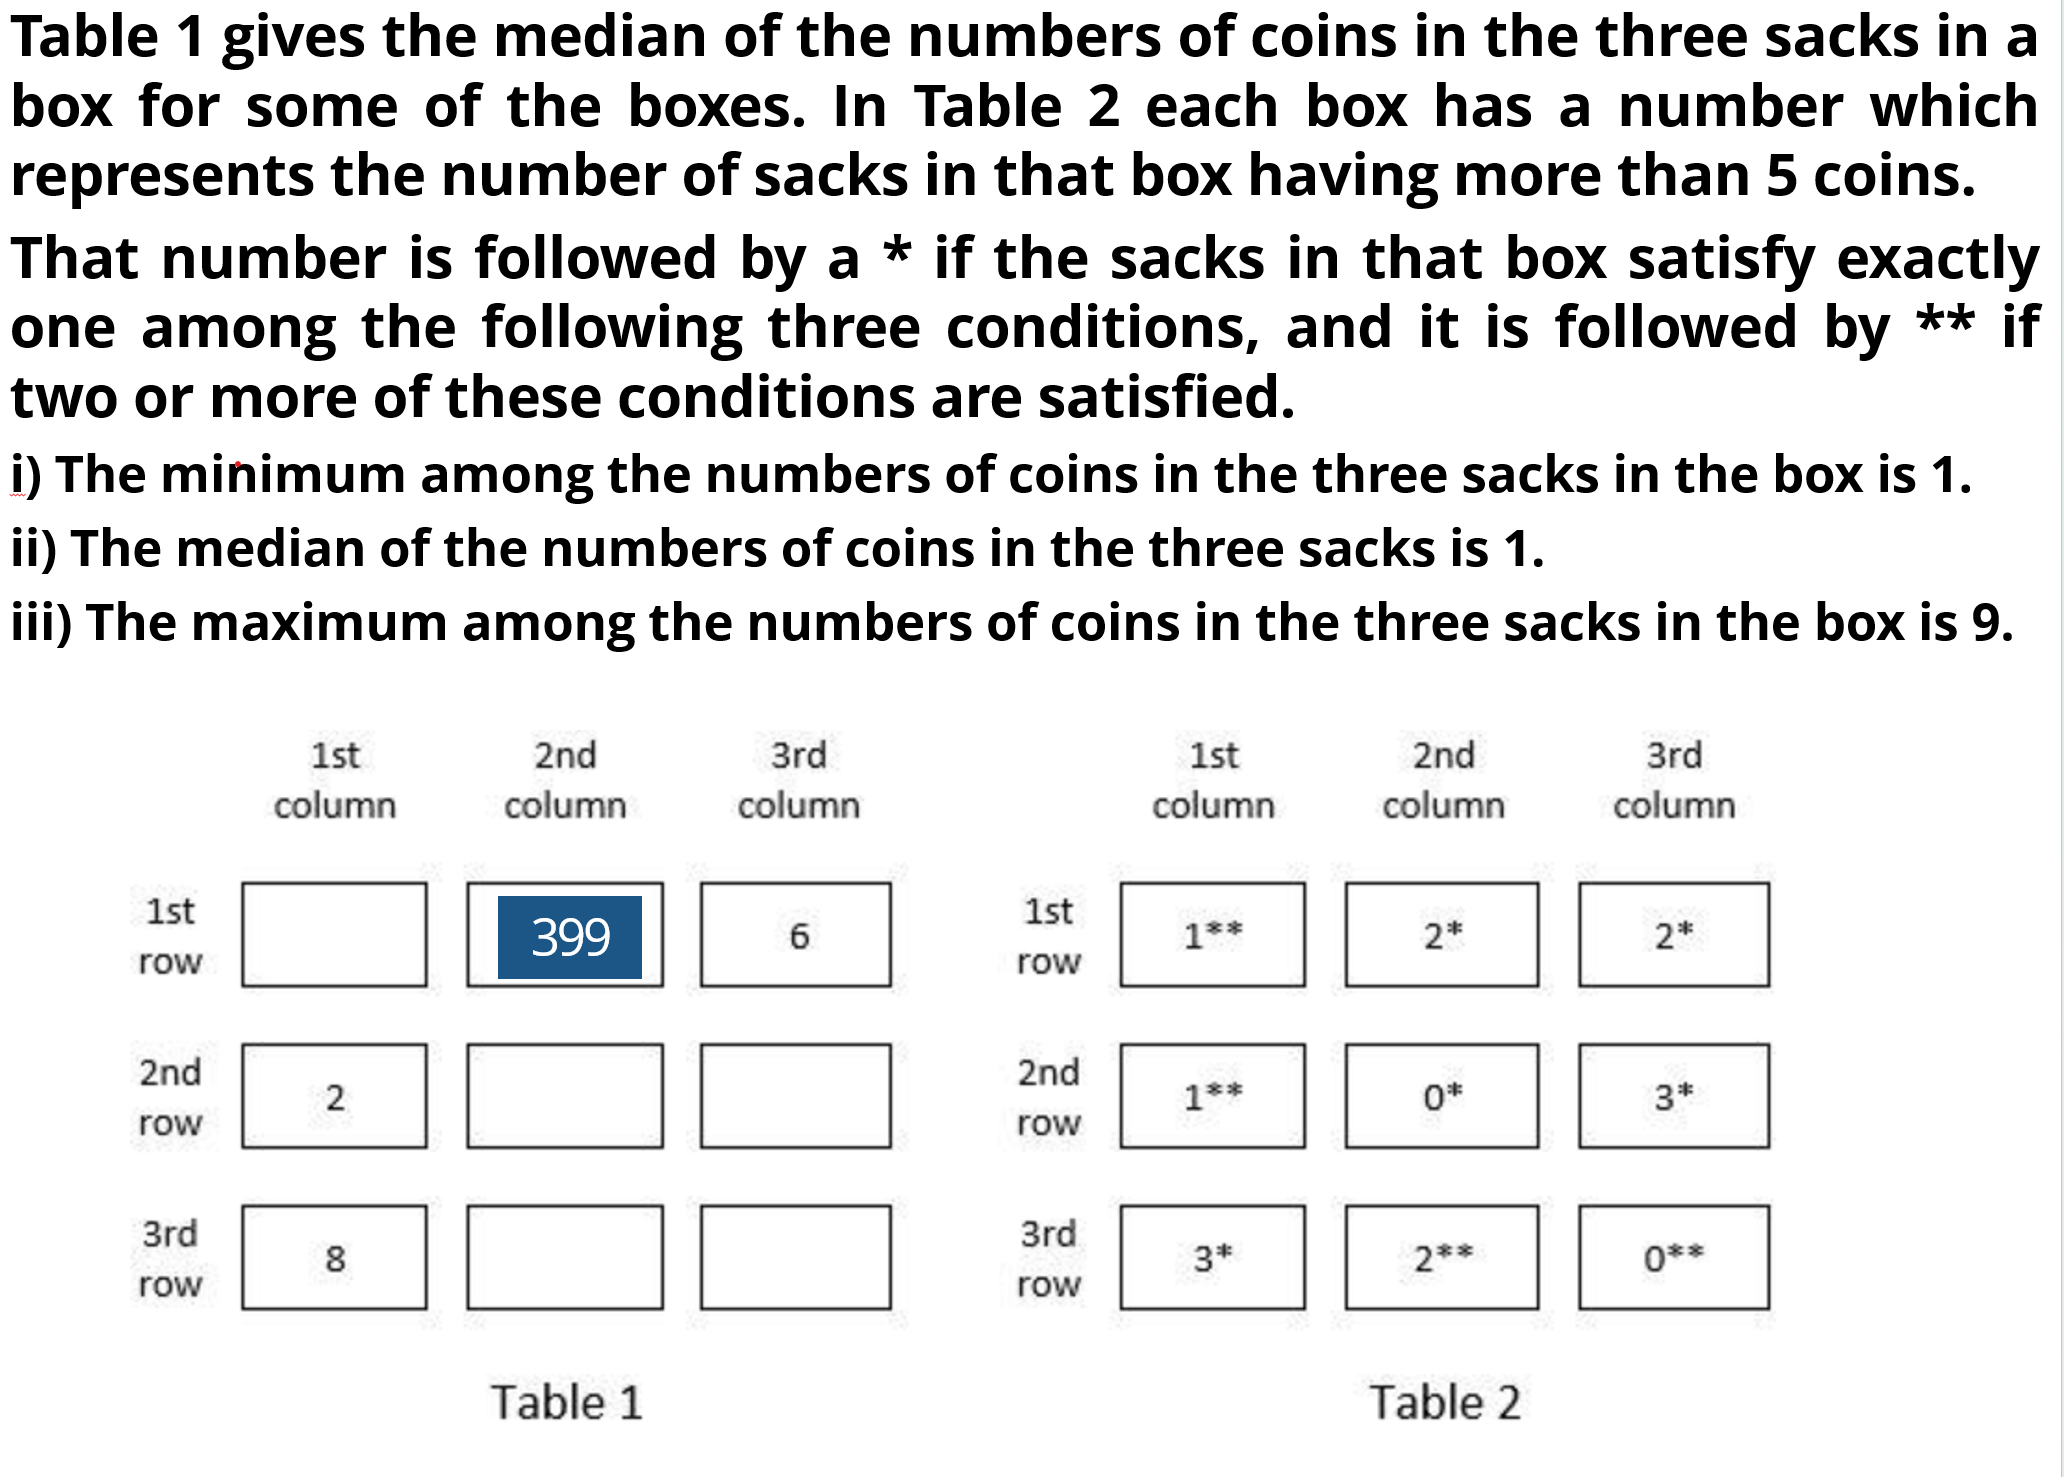 Table 1 gives the median of the numbers of coins in the three sacks in a
box for some of the boxes. In Table 2 each box has a number which
represents the number of sacks in that box having more than 5 coins.
That number is followed by a * if the sacks in that box satisfy exactly
one among the following three conditions, and it is followed by ** if
two or more of these conditions are satisfied.
i) The minimum among the numbers of coins in the three sacks in the box is 1.
ii) The median of the numbers of coins in the three sacks is 1.
iii) The maximum among the numbers of coins in the three sacks in the box is 9.
1st 2nd 3rd 1st 2nd 3rd
column column column column column column
1st row 399 6 1st row 1** 2* 2*
2nd row 2 2nd row 1** 0* 3*
3rd row 8 3rd row 3* 2** 0**
Table 1 Table 2